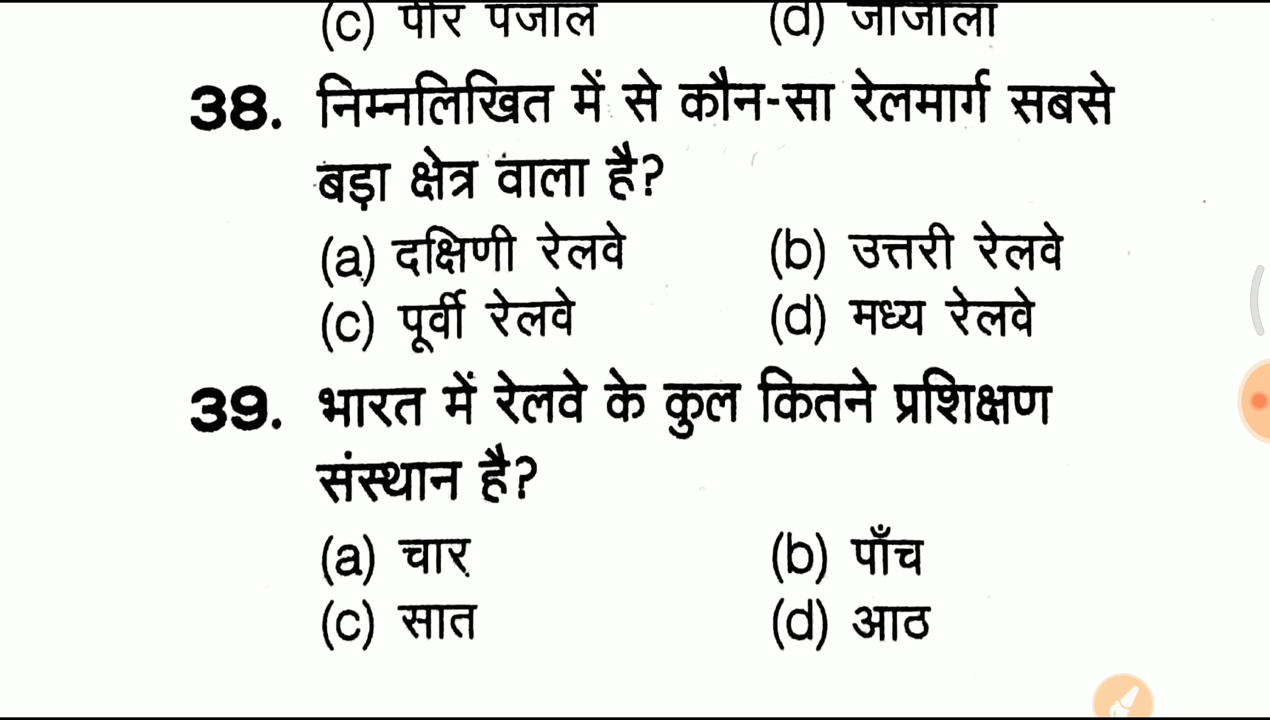 (c) पीर पंजाल (d) जोजीला
38. निम्नलिखित में से कौन-सा रेलमार्ग सबसे
बड़ा क्षेत्र वाला है?
(a) दक्षिणी रेलवे (b) उत्तरी रेलवे
(c) पूर्वी रेलवे (d) मध्य रेलवे
39. भारत में रेलवे के कुल कितने प्रशिक्षण
संस्थान है?
(a) चार (b) पाँच
(c) सात (d) आठ